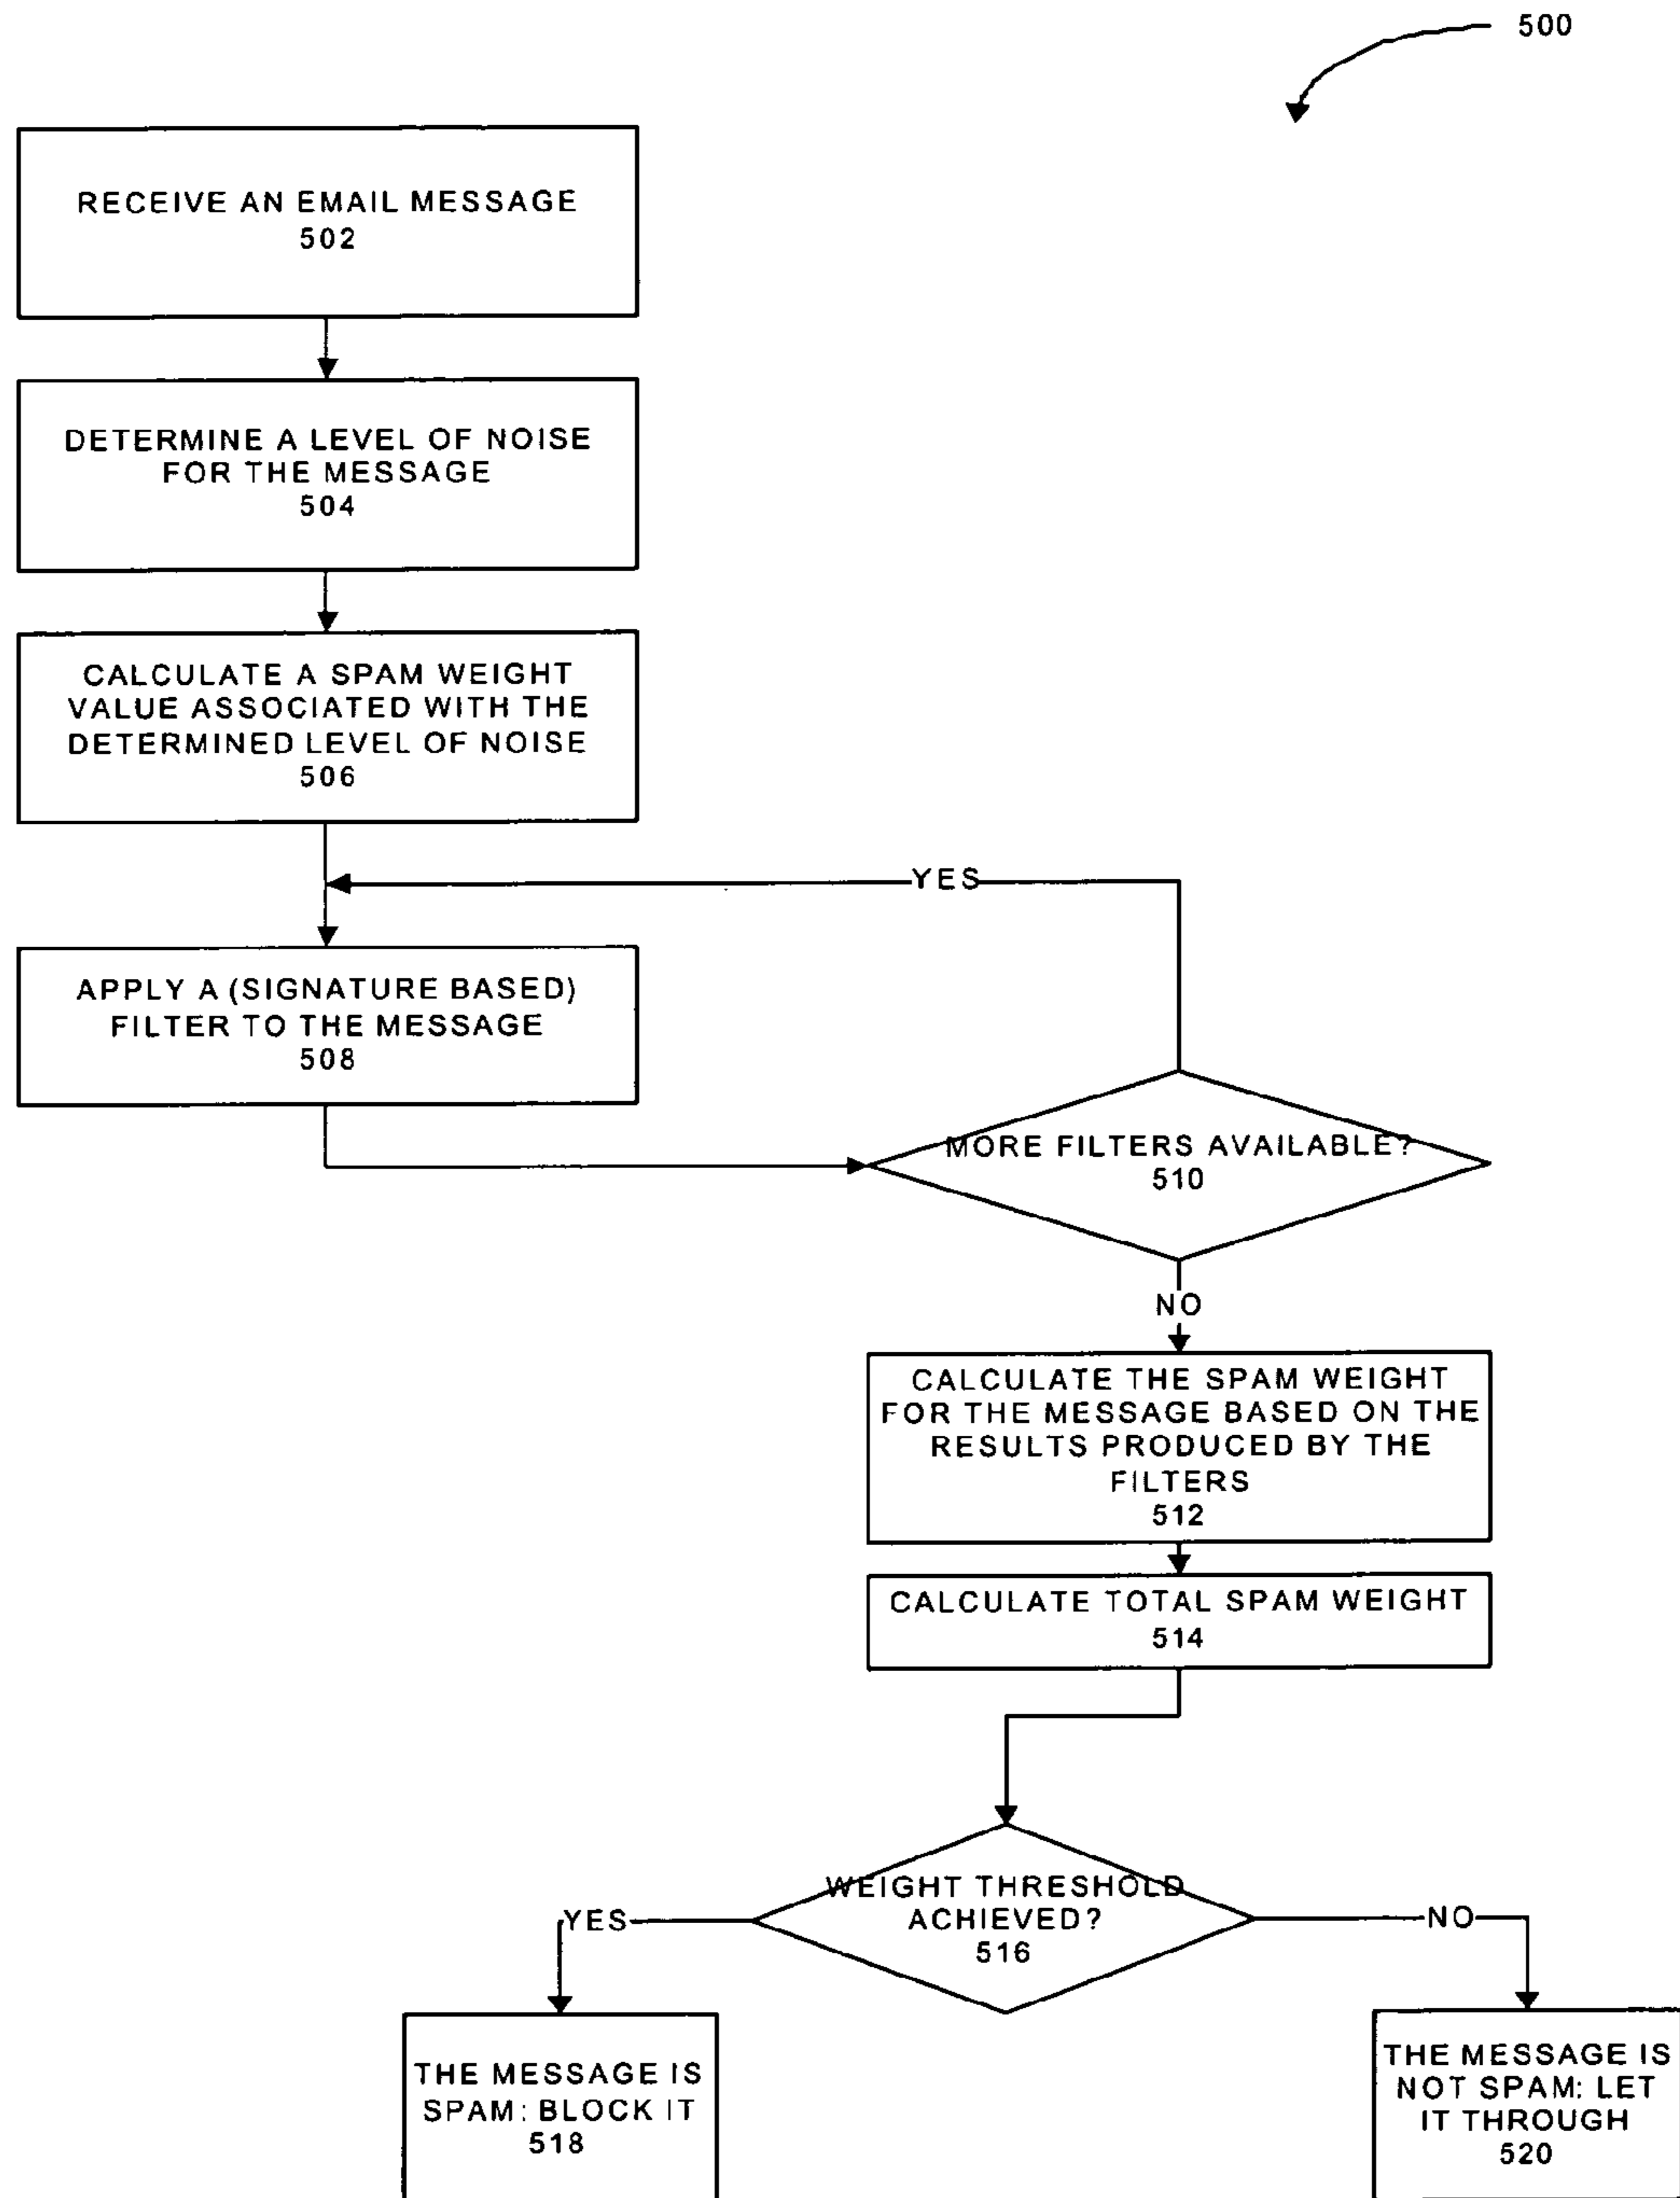 500
RECEIVE AN EMAIL MESSAGE
502
DETERMINE A LEVEL OF NOISE
FOR THE MESSAGE
504
CALCULATE A SPAM WEIGHT
VALUE ASSOCIATED WITH THE
DETERMINED LEVEL OF NOISE
506
YES
APPLY A (SIGNATURE BASED)
FILTER TO THE MESSAGE
508
MORE FILTERS AVAILABLE?
510
NO
CALCULATE THE SPAM WEIGHT
FOR THE MESSAGE BASED ON THE
RESULTS PRODUCED BY THE
FILTERS
512
CALCULATE TOTAL SPAM WEIGHT
514
WEIGHT THRESHOLD
ACHIEVED?
516
YES
NO
THE MESSAGE IS
SPAM: BLOCK IT
518
THE MESSAGE IS
NOT SPAM: LET
IT THROUGH
520